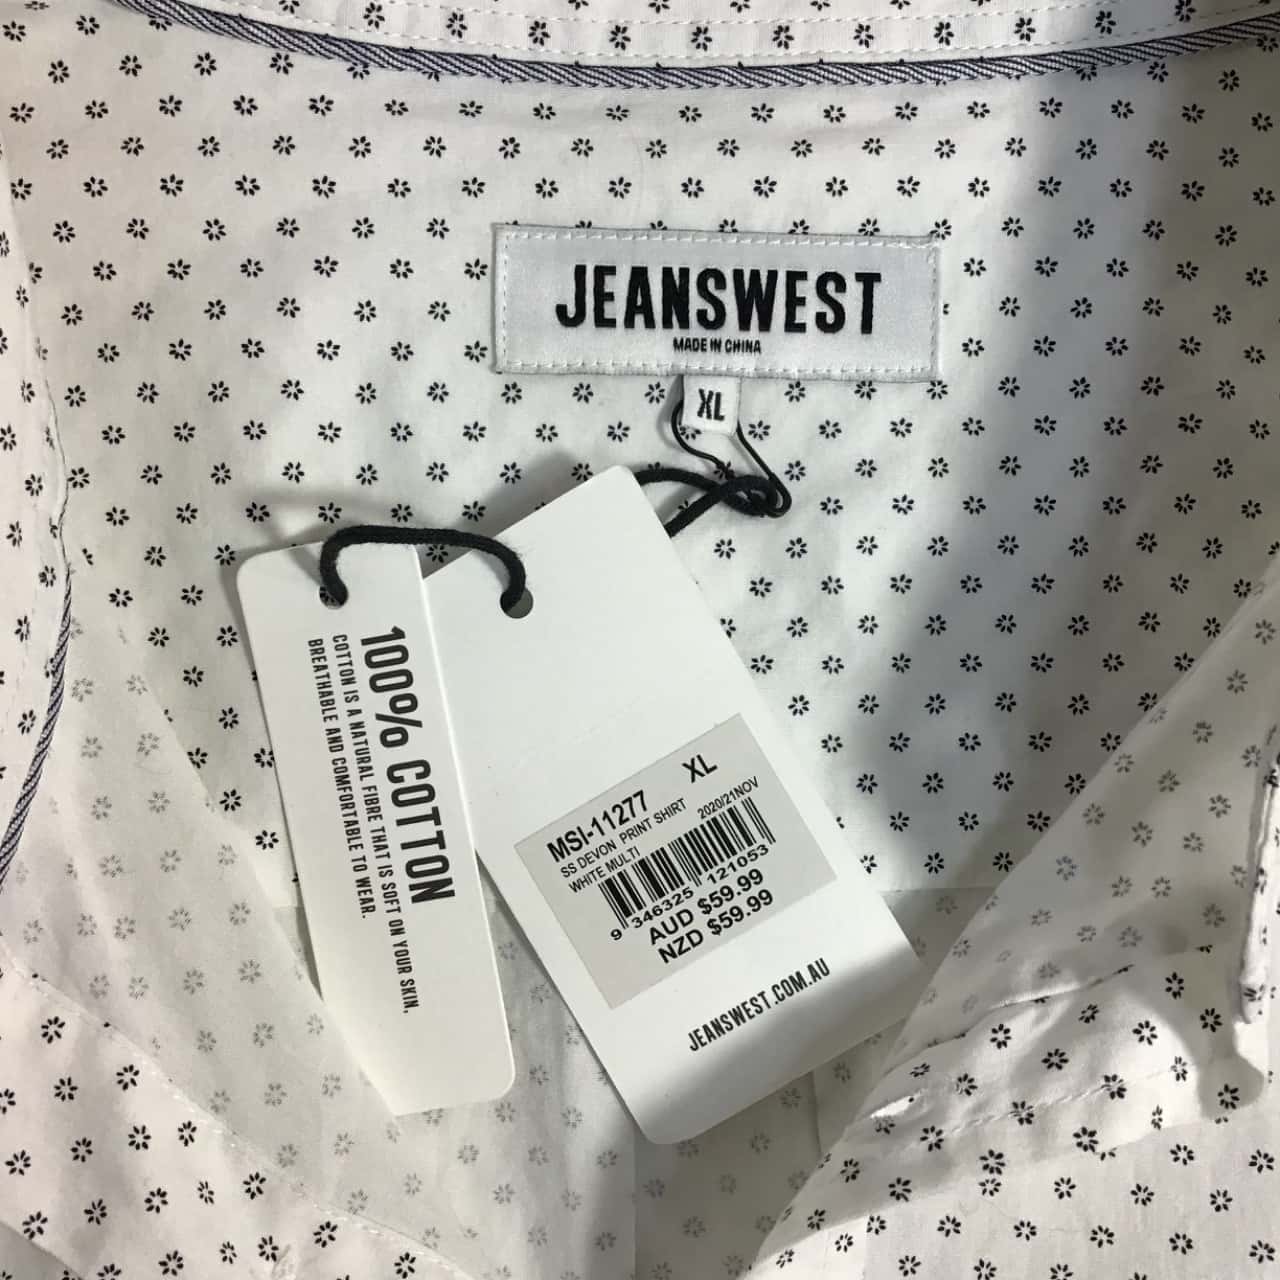 JEANSWEST
MADE IN CHINA
XL
100% COTTON
COTTON IS A NATURAL FIBRE THAT IS SOFT ON YOUR SKIN,
BREATHABLE AND COMFORTABLE TO WEAR.
MSI-11277 XL
SS DEVON PRINT SHIRT 2020/21NOV
WHITE MULTI
9 346325 121053
AUD $59.99
NZD $59.99
JEANSWEST.COM.AU